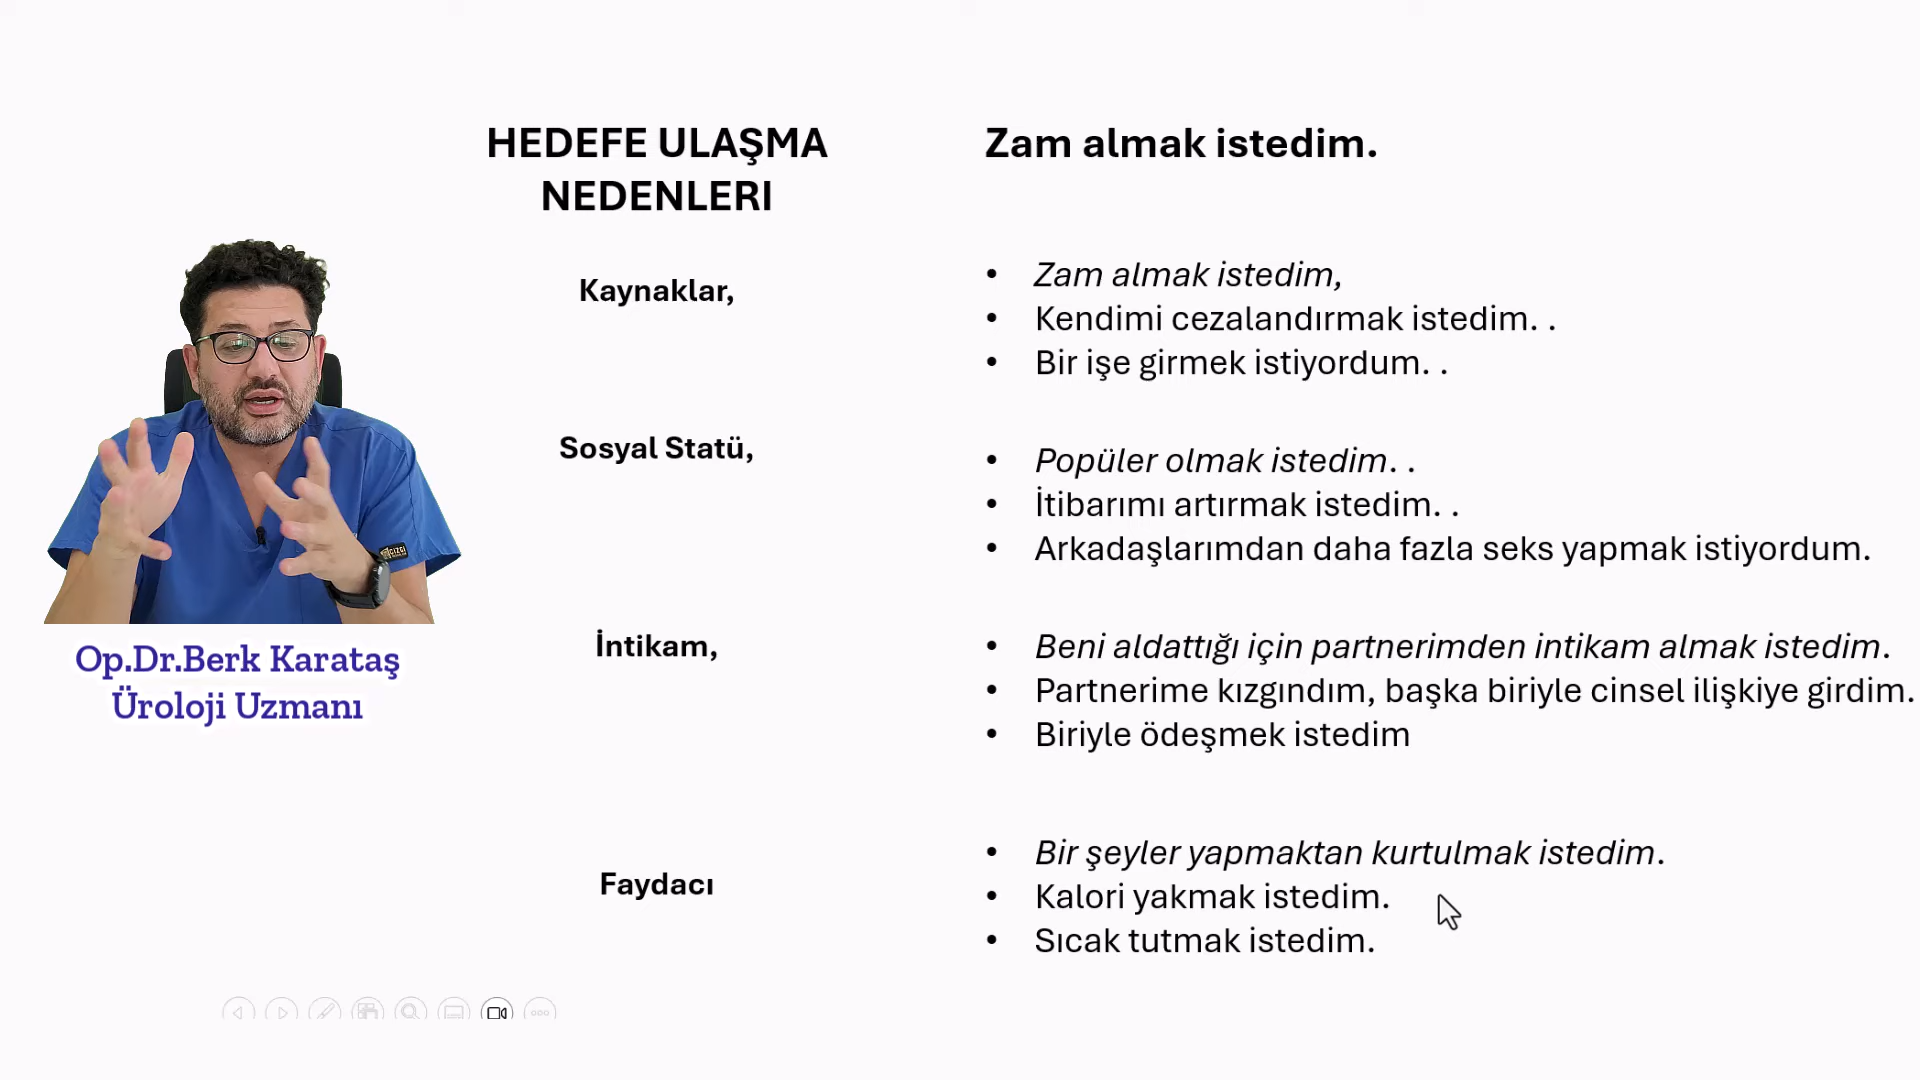 HEDEFE ULAŞMA
NEDENLERI
Zam almak istedim.
Kaynaklar,
• Zam almak istedim,
• Kendimi cezalandırmak istedim. .
• Bir işe girmek istiyordum. .
Sosyal Statü,
• Popüler olmak istedim. .
• İtibarımı artırmak istedim. .
• Arkadaşlarımdan daha fazla seks yapmak istiyordum.
İntikam,
• Beni aldattığı için partnerimden intikam almak istedim.
• Partnerime kızgındım, başka biriyle cinsel ilişkiye girdim.
• Biriyle ödeşmek istedim
Faydacı
• Bir şeyler yapmaktan kurtulmak istedim.
• Kalori yakmak istedim.
• Sıcak tutmak istedim.
Op.Dr.Berk Karataş
Üroloji Uzmanı